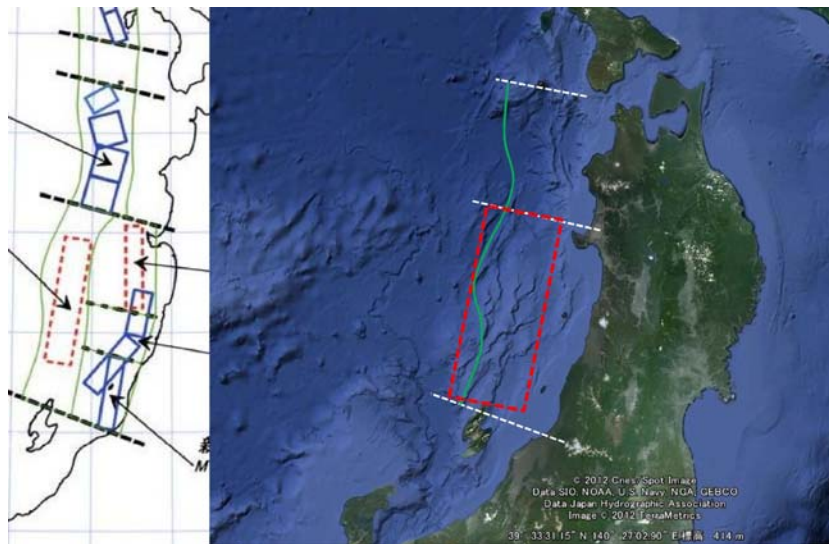 M
© 2012 Cnes/Spot Image
Data SIO, NOAA, U.S. Navy, NGA, GEBCO
Data Japan Hydrographic Association
Image © 2012 TerraMetrics
39° 33'31.15" N 140° 27'02.90" E 標高 414 m